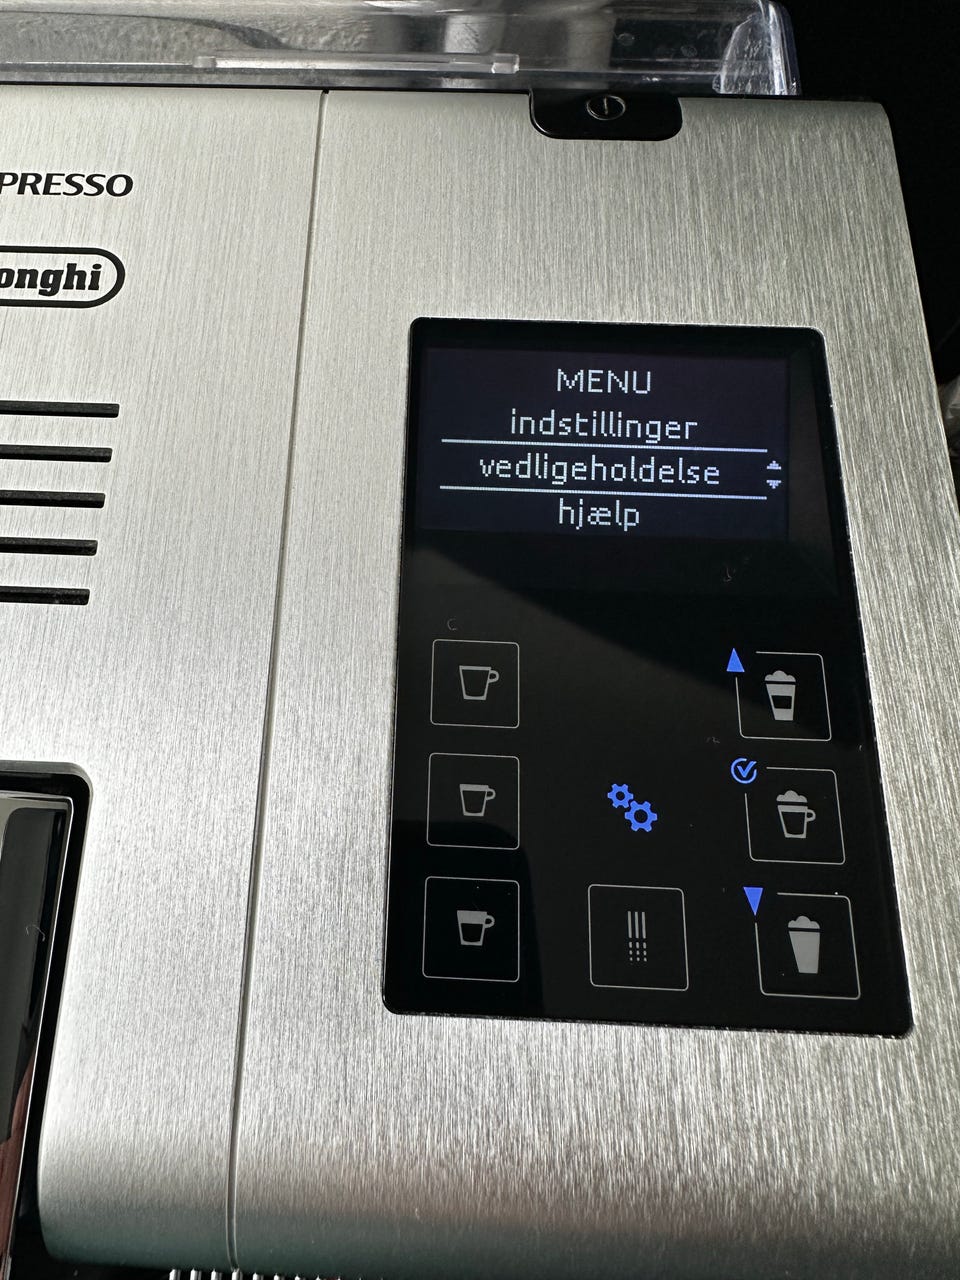 PRESSO
onghi
MENU
indstillinger
vedligeholdelse
hjælp